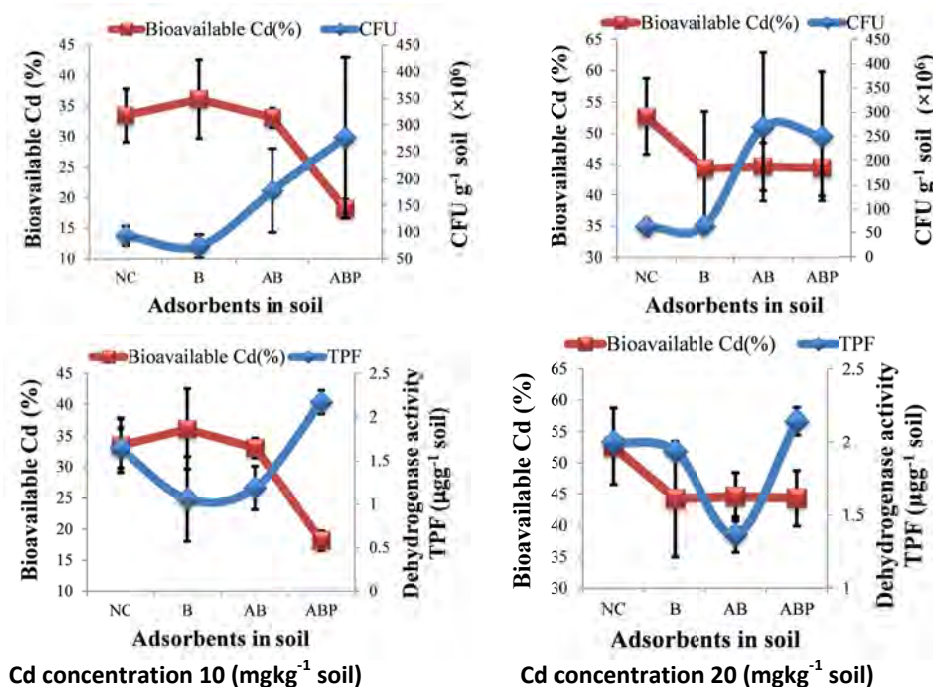 Bioavailable Cd(%) CFU
Bioavailable Cd (%)
45
40
35
30
25
20
15
10
450
400
350
300
250
200
150
100
50
CFU g-1 soil (×10⁶)
NC B AB ABP
Adsorbents in soil
Bioavailable Cd(%) CFU
Bioavailable Cd (%)
65
60
55
50
45
40
35
30
450
400
350
300
250
200
150
100
50
0
CFU g-1 soil (×10⁶)
NC B AB ABP
Adsorbents in soil
Bioavailable Cd(%) TPF
Bioavailable Cd (%)
45
40
35
30
25
20
15
10
2.5
2
1.5
1
0.5
0
Dehydrogenase activity
TPF (µgg-1 soil)
NC B AB ABP
Adsorbents in soil
Bioavailable Cd(%) TPF
Bioavailable Cd (%)
65
60
55
50
45
40
35
30
2.5
2
1.5
1
Dehydrogenase activity
TPF (µgg-1 soil)
NC B AB ABP
Adsorbents in soil
Cd concentration 10 (mgkg-1 soil) Cd concentration 20 (mgkg-1 soil)